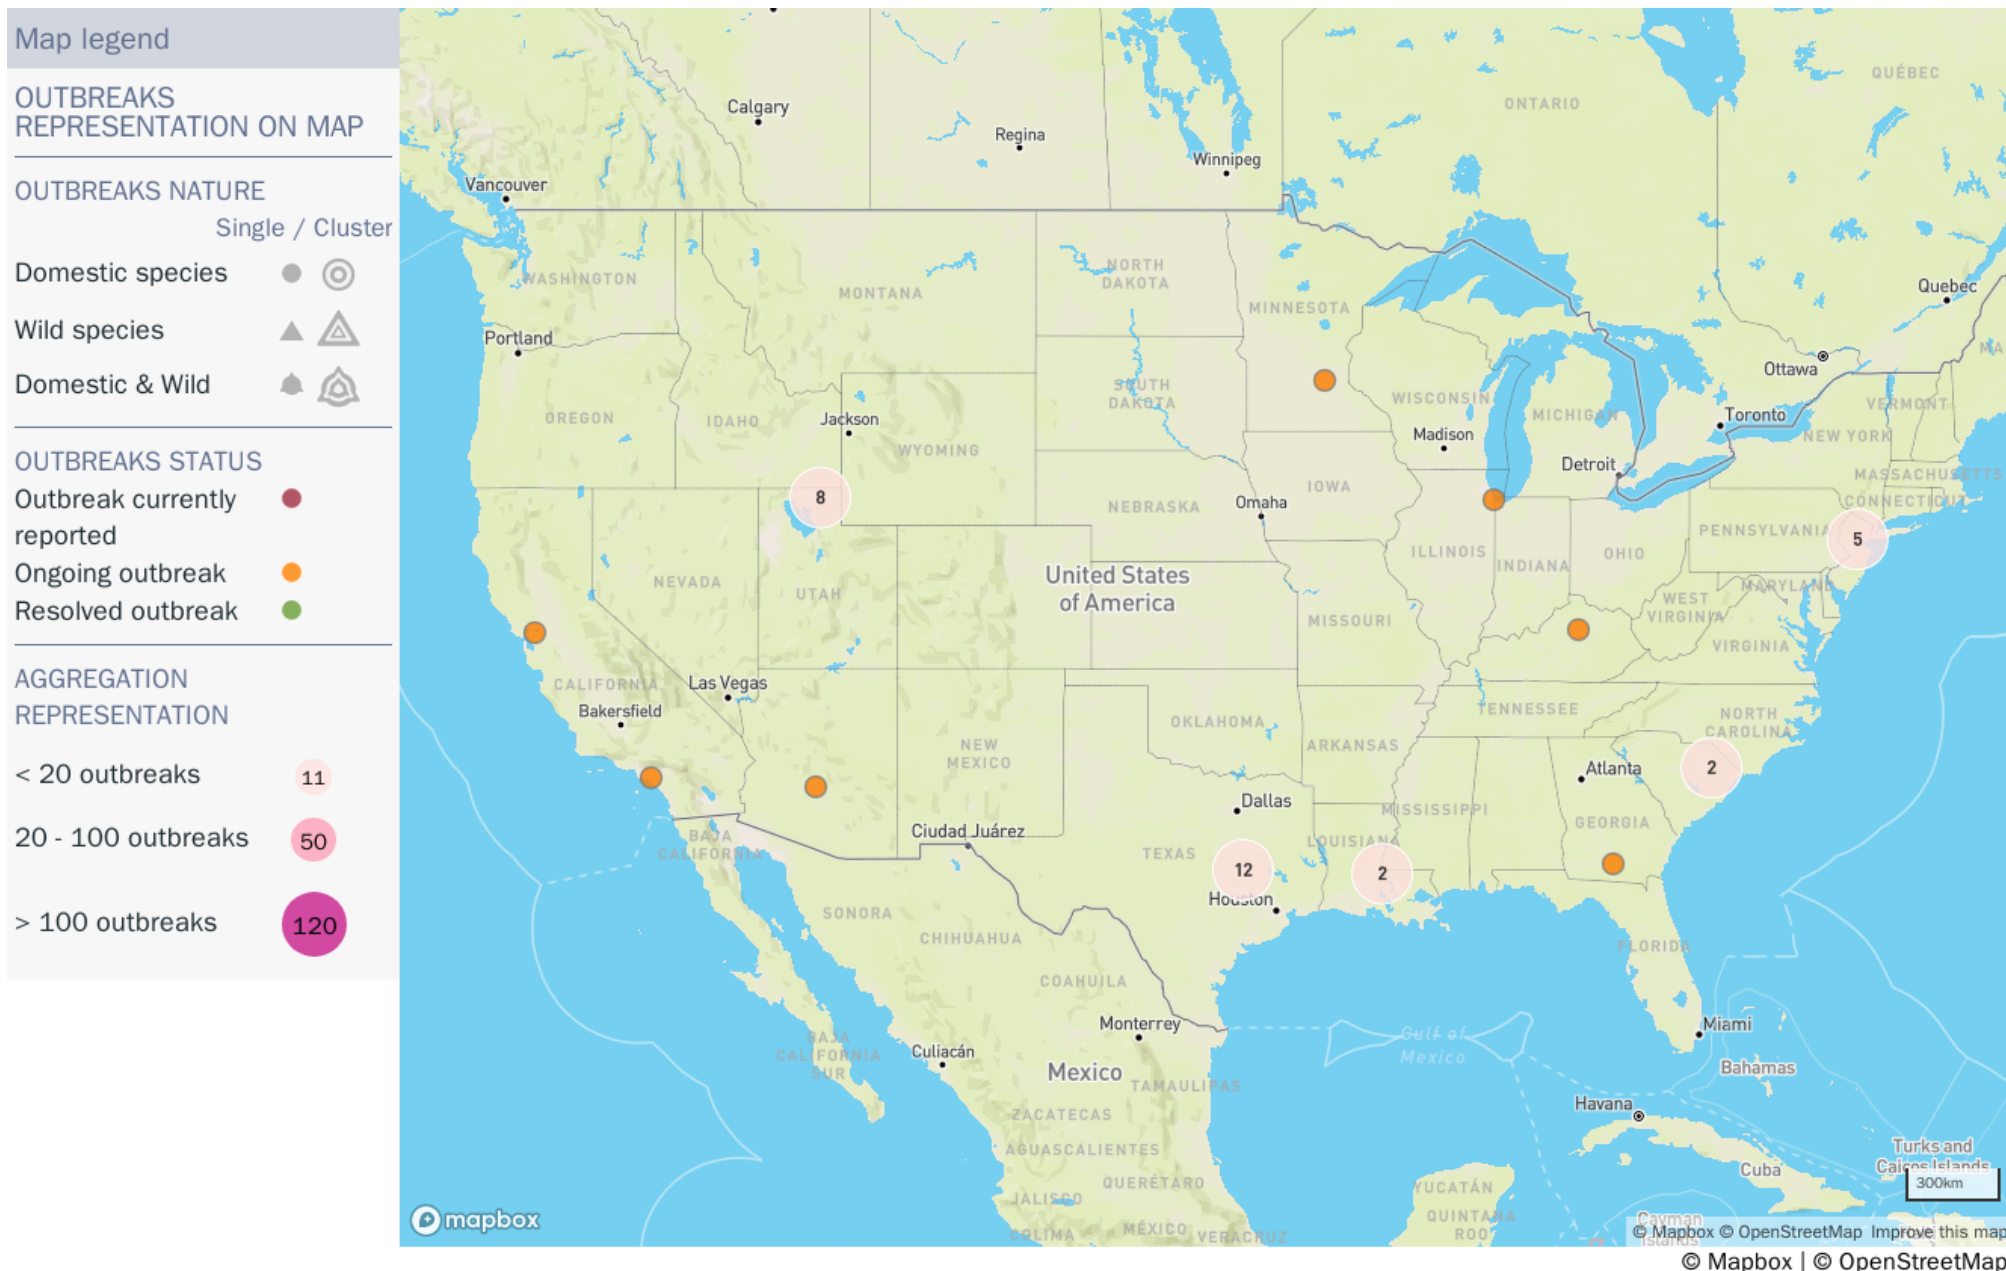 Map legend
OUTBREAKS
REPRESENTATION ON MAP
OUTBREAKS NATURE
Single / Cluster
Domestic species
Wild species
Domestic & Wild
OUTBREAKS STATUS
Outbreak currently
reported
Ongoing outbreak
Resolved outbreak
AGGREGATION
REPRESENTATION
< 20 outbreaks
11
20 - 100 outbreaks
50
> 100 outbreaks
120
QUÉBEC
ONTARIO
Calgary
Regina
Winnipeg
Vancouver
WASHINGTON
MONTANA
NORTH
DAKOTA
MINNESOTA
Quebec
Portland
Ottawa
SOUTH
DAKOTA
WISCONSIN
MICHIGAN
VERMONT
OREGON
IDAHO
Jackson
WYOMING
Madison
Toronto
NEW YORK
Detroit
MASSACHUSETTS
CONNECTICUT
8
IOWA
NEBRASKA
Omaha
PENNSYLVANIA
5
ILLINOIS
INDIANA
OHIO
NEVADA
UTAH
United States
of America
MARYLAND
WEST
VIRGINIA
MISSOURI
VIRGINIA
CALIFORNIA
Las Vegas
Bakersfield
OKLAHOMA
TENNESSEE
NORTH
CAROLINA
NEW
MEXICO
ARKANSAS
Atlanta
2
Dallas
MISSISSIPPI
GEORGIA
BAJA
CALIFORNIA
Ciudad Juárez
TEXAS
LOUISIANA
12
2
Houston
SONORA
CHIHUAHUA
FLORIDA
COAHUILA
Monterrey
Miami
Gulf of
Mexico
BAJA
CALIFORNIA
SUR
Culiacán
Mexico
TAMAULIPAS
Bahamas
ZACATECAS
Havana
AGUASCALIENTES
Turks and
Caicos Islands
Cuba
QUERÉTARO
300km
JALISCO
YUCATÁN
QUINTANA
ROO
Cayman
Islands
COLIMA
MÉXICO
VERACRUZ
mapbox
© Mapbox © OpenStreetMap Improve this map
© Mapbox | © OpenStreetMap